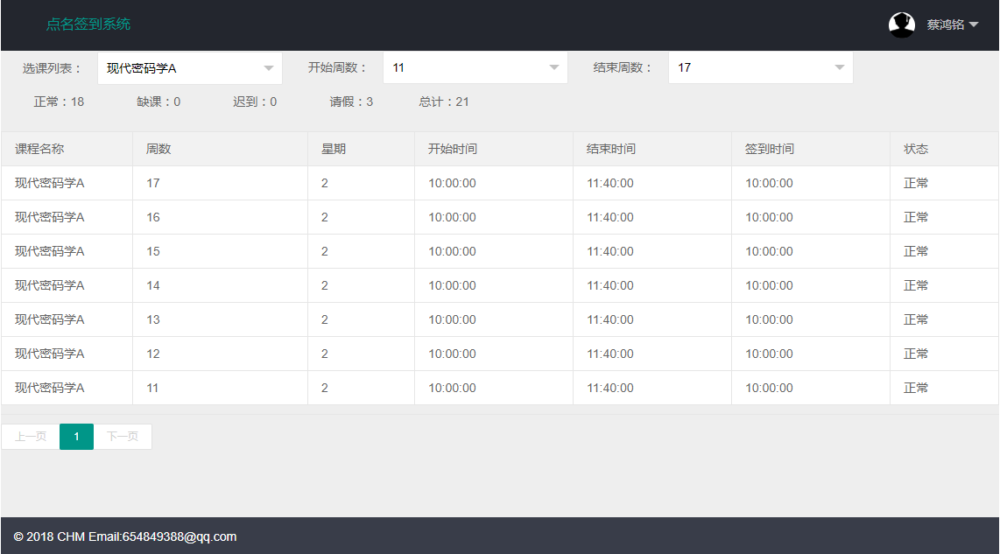 点名签到系统 蔡鸿铭
选课列表： 现代密码学A 开始周数： 11 结束周数： 17
正常：18 缺课：0 迟到：0 请假：3 总计：21
课程名称 周数 星期 开始时间 结束时间 签到时间 状态
现代密码学A 17 2 10:00:00 11:40:00 10:00:00 正常
现代密码学A 16 2 10:00:00 11:40:00 10:00:00 正常
现代密码学A 15 2 10:00:00 11:40:00 10:00:00 正常
现代密码学A 14 2 10:00:00 11:40:00 10:00:00 正常
现代密码学A 13 2 10:00:00 11:40:00 10:00:00 正常
现代密码学A 12 2 10:00:00 11:40:00 10:00:00 正常
现代密码学A 11 2 10:00:00 11:40:00 10:00:00 正常
上一页 1 下一页
© 2018 CHM Email:654849388@qq.com